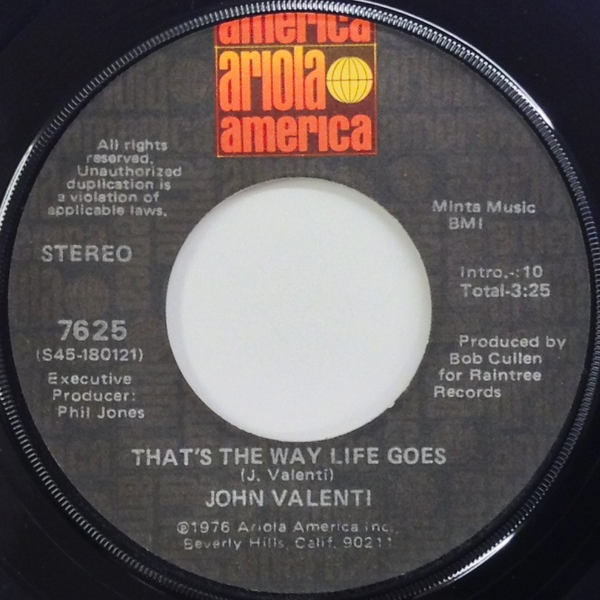 america
ariola
america
All rights
reserved.
Unauthorized
duplication is
a violation of
applicable laws.
STEREO
7625
(S45-180121)
Executive
Producer:
Phil Jones
Minta Music
BMI
Intro.-:10
Total-3:25
Produced by
Bob Cullen
for Raintree
Records
THAT'S THE WAY LIFE GOES
(J. Valenti)
JOHN VALENTI
℗1976 Ariola America Inc.
Beverly Hills, Calif. 90211